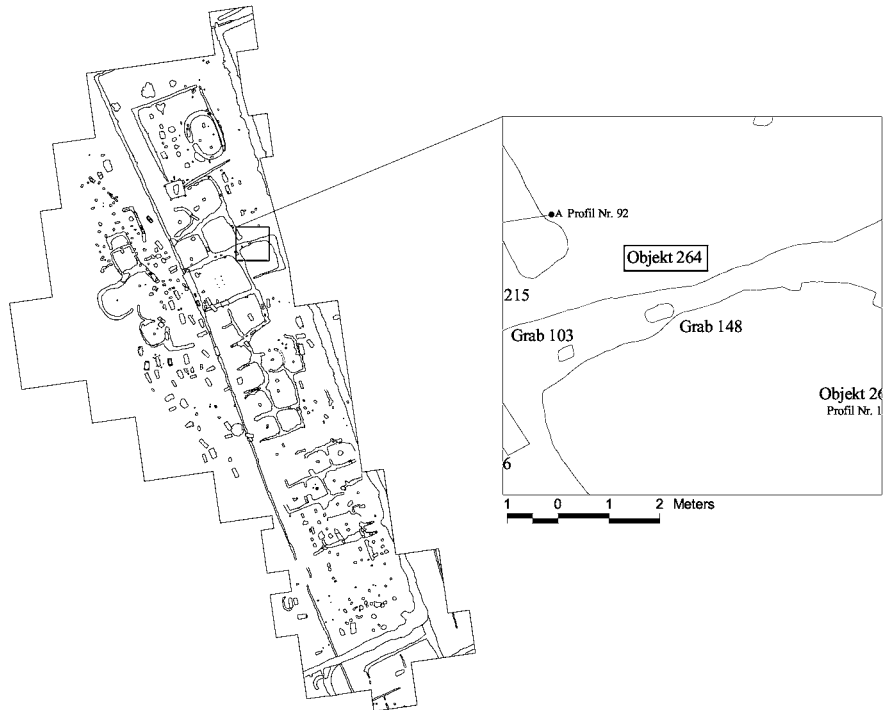 A Profil Nr. 92
Objekt 264
215
Grab 103
Grab 148
Objekt 26
Profil Nr. 1
6
1 0 1 2 Meters